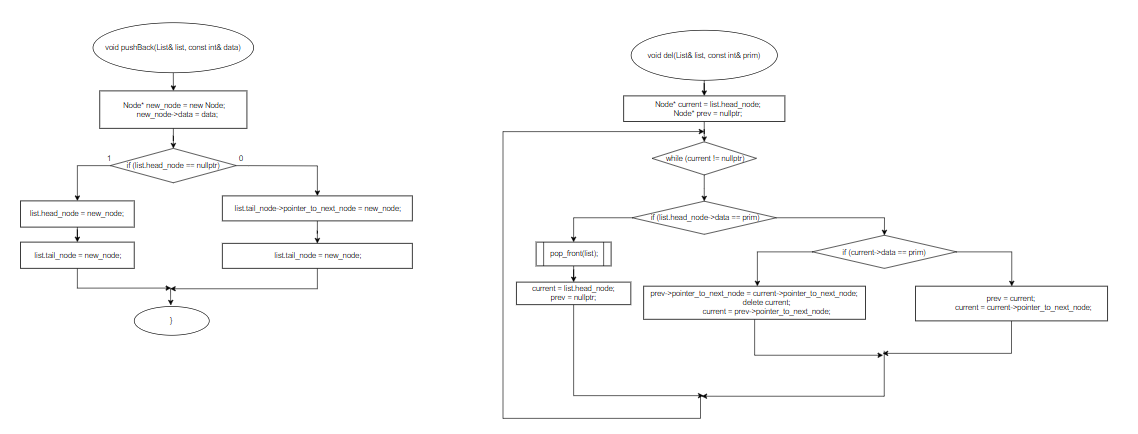 void pushBack(List& list, const int& data)
Node* new_node = new Node;
new_node->data = data;
1
if (list.head_node == nullptr)
0
list.head_node = new_node;
list.tail_node = new_node;
list.tail_node->pointer_to_next_node = new_node;
list.tail_node = new_node;
}
void del(List& list, const int& prim)
Node* current = list.head_node;
Node* prev = nullptr;
while (current != nullptr)
if (list.head_node->data == prim)
pop_front(list);
current = list.head_node;
prev = nullptr;
if (current->data == prim)
prev->pointer_to_next_node = current->pointer_to_next_node;
delete current;
current = prev->pointer_to_next_node;
prev = current;
current = current->pointer_to_next_node;